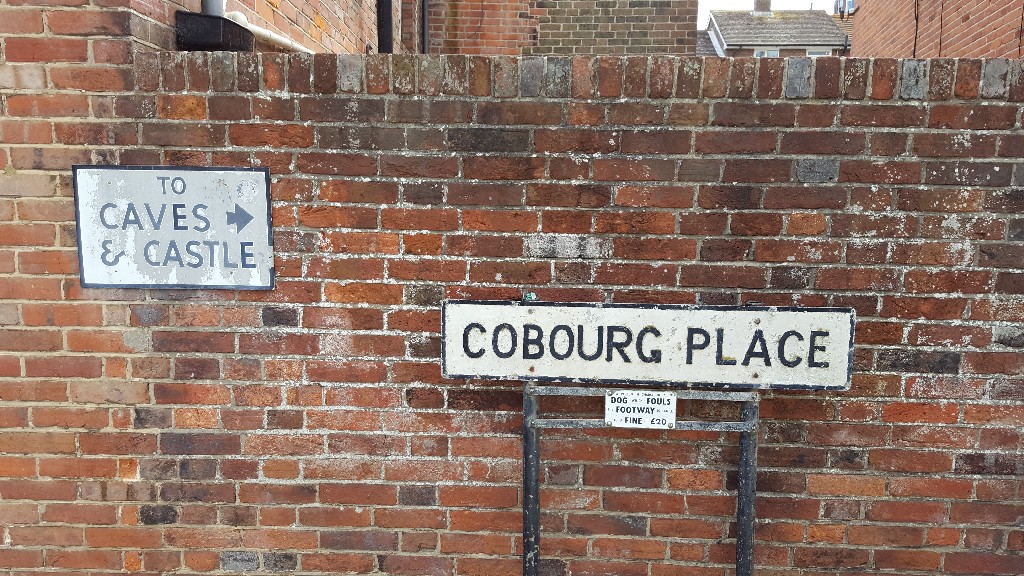 TO
CAVES
& CASTLE
COBOURG PLACE
DOG FOULS
FOOTWAY
FINE £20